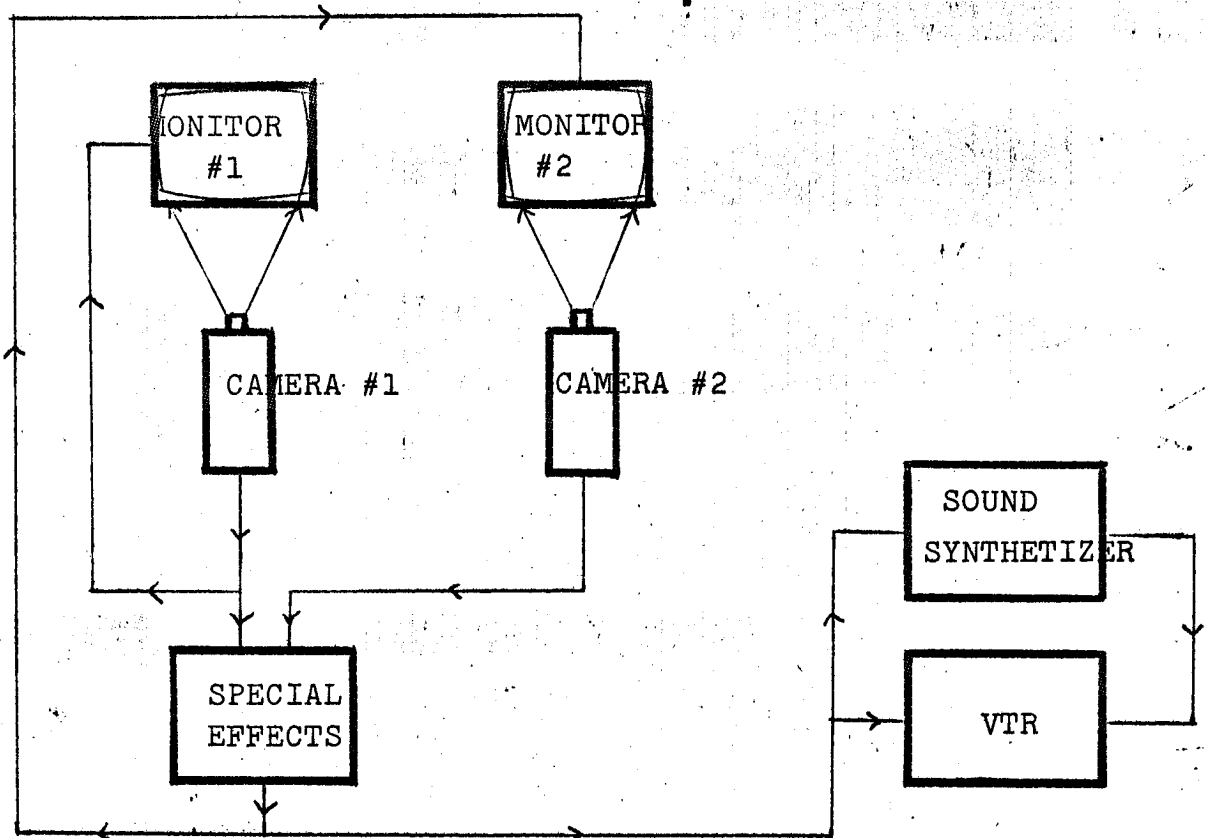 MONITOR
#1
MONITOR
#2
CAMERA #1
CAMERA #2
SOUND
SYNTHETIZER
SPECIAL
EFFECTS
VTR